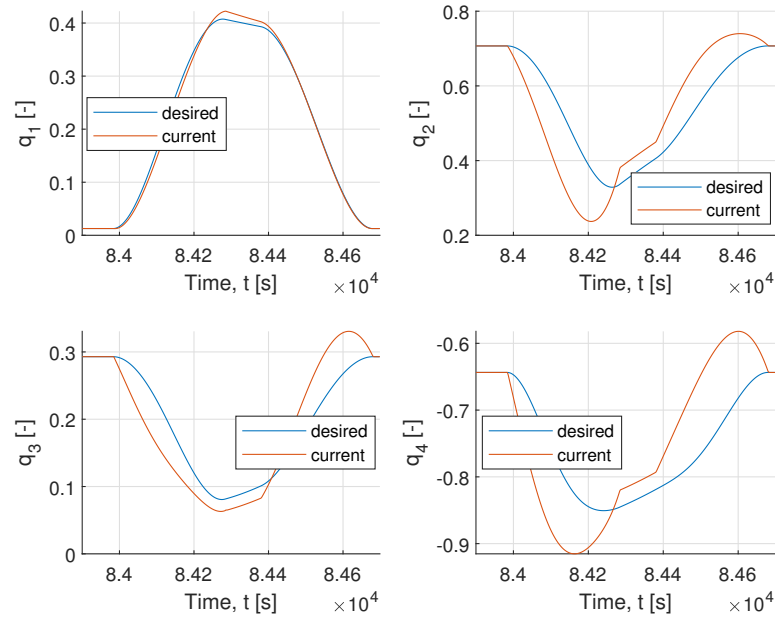 0.4
0.3
0.2
0.1
0
q1 [-]
desired
current
8.4 8.42 8.44 8.46
Time, t [s]
×10^4
0.8
0.6
0.4
0.2
q2 [-]
desired
current
8.4 8.42 8.44 8.46
Time, t [s]
×10^4
0.3
0.2
0.1
0
q3 [-]
desired
current
8.4 8.42 8.44 8.46
Time, t [s]
×10^4
-0.6
-0.7
-0.8
-0.9
q4 [-]
desired
current
8.4 8.42 8.44 8.46
Time, t [s]
×10^4